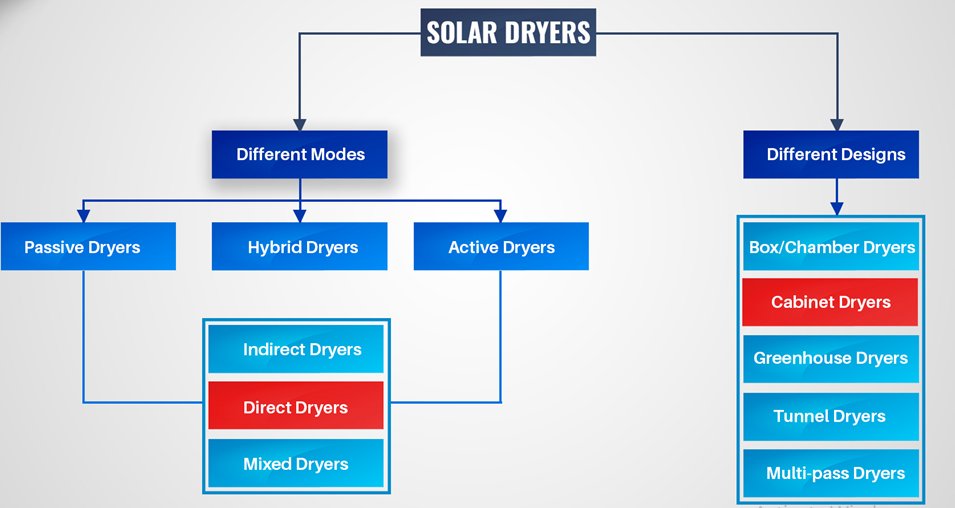 SOLAR DRYERS
Different Modes
Different Designs
Passive Dryers
Hybrid Dryers
Active Dryers
Indirect Dryers
Direct Dryers
Mixed Dryers
Box/Chamber Dryers
Cabinet Dryers
Greenhouse Dryers
Tunnel Dryers
Multi-pass Dryers